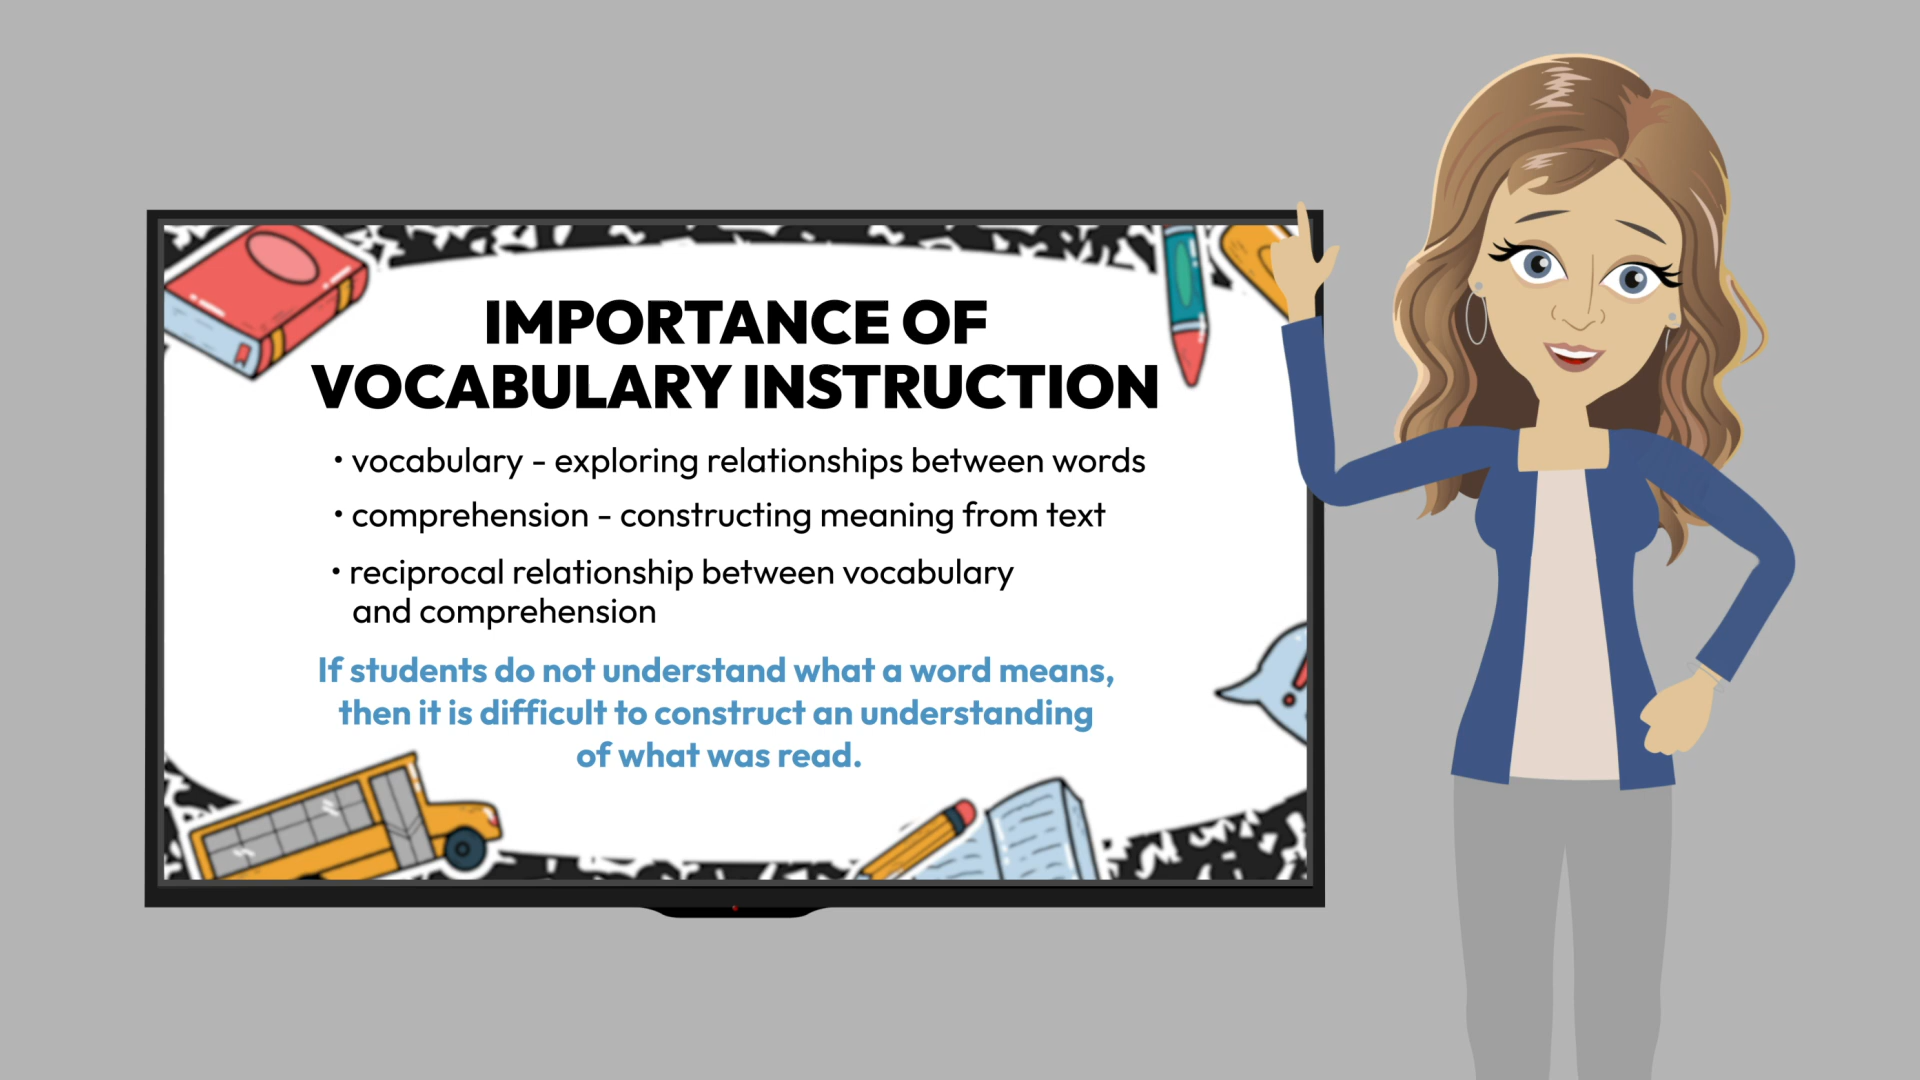 IMPORTANCE OF
VOCABULARY INSTRUCTION
• vocabulary - exploring relationships between words
• comprehension - constructing meaning from text
• reciprocal relationship between vocabulary
and comprehension
If students do not understand what a word means,
then it is difficult to construct an understanding
of what was read.